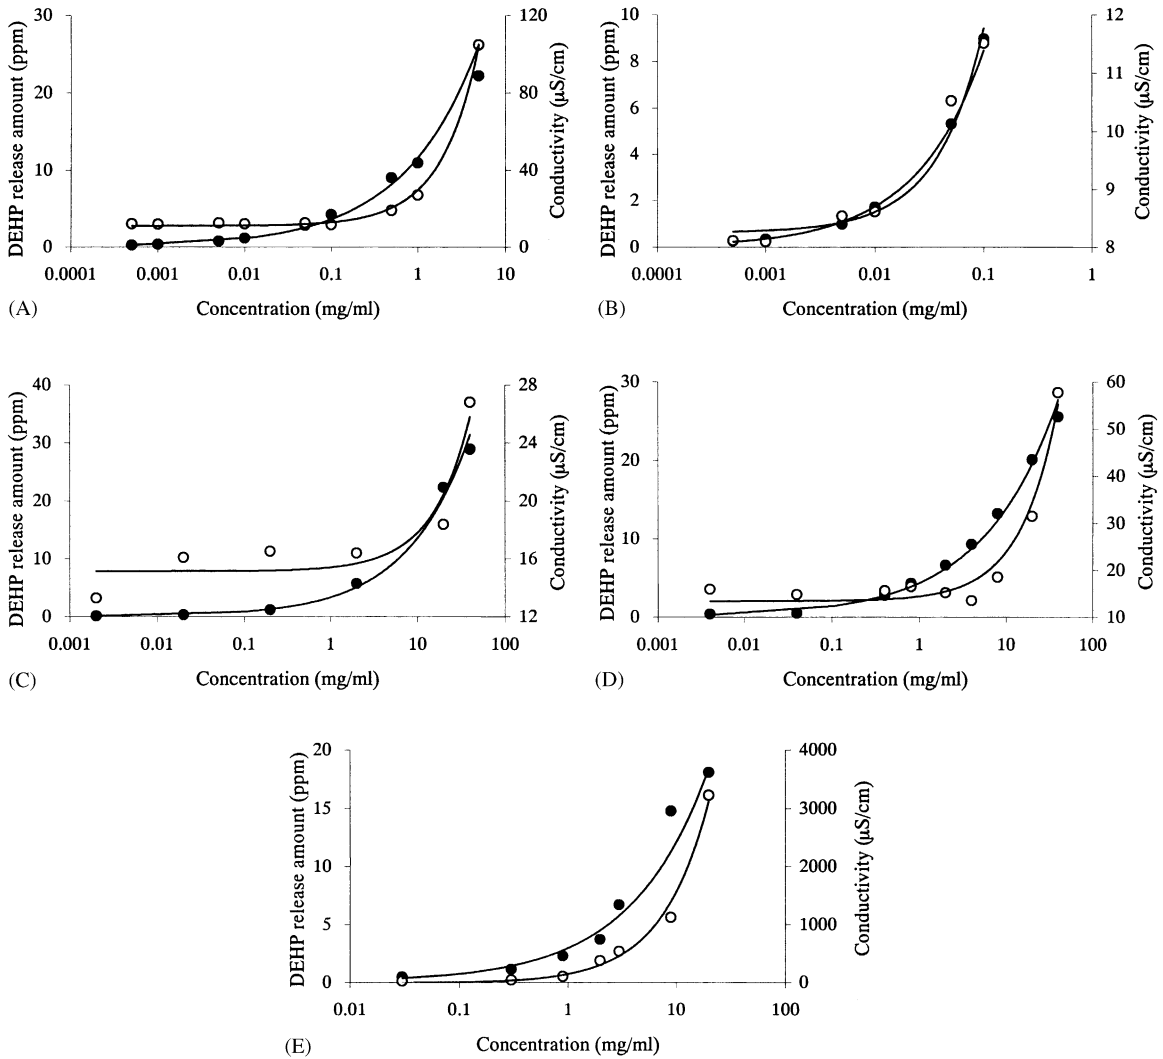 30 120
20 80
10 40
0 0
0.0001 0.001 0.01 0.1 1 10
DEHP release amount (ppm)
Conductivity (µS/cm)
(A) Concentration (mg/ml)
10 12
8 11
6
10
4
9
2
0 8
0.0001 0.001 0.01 0.1 1
DEHP release amount (ppm)
Conductivity (µS/cm)
(B) Concentration (mg/ml)
40 28
30 24
20 20
10 16
0 12
0.001 0.01 0.1 1 10 100
DEHP release amount (ppm)
Conductivity (µS/cm)
(C) Concentration (mg/ml)
30 60
50
20
40
30
10
20
0 10
0.001 0.01 0.1 1 10 100
DEHP release amount (ppm)
Conductivity (µS/cm)
(D) Concentration (mg/ml)
20 4000
15 3000
10 2000
5 1000
0 0
0.01 0.1 1 10 100
DEHP release amount (ppm)
Conductivity (µS/cm)
(E) Concentration (mg/ml)